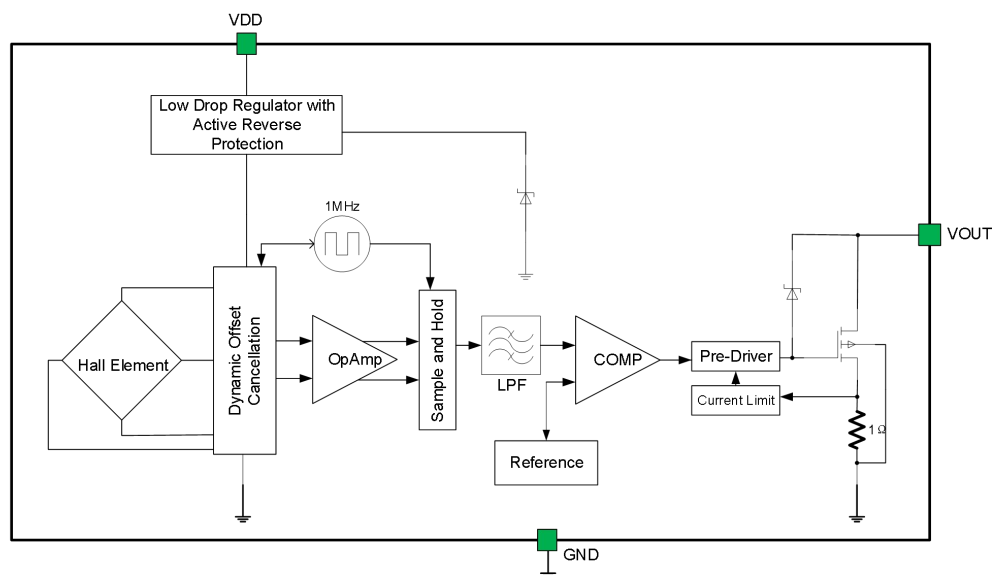 VDD
Low Drop Regulator with
Active Reverse
Protection
1MHz
VOUT
Hall Element
Dynamic Offset
Cancellation
OpAmp
Sample and Hold
LPF
COMP
Pre-Driver
Current Limit
1 Ω
Reference
GND